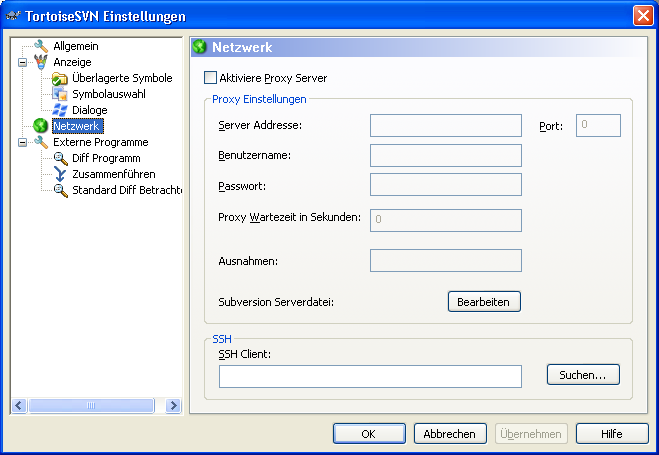 TortoiseSVN Einstellungen
Allgemein
Anzeige
Überlagerte Symbole
Symbolauswahl
Dialoge
Netzwerk
Externe Programme
Diff Programm
Zusammenführen
Standard Diff Betrachte
Netzwerk
Aktiviere Proxy Server
Proxy Einstellungen
Server Addresse:
Port: 0
Benutzername:
Passwort:
Proxy Wartezeit in Sekunden: 0
Ausnahmen:
Subversion Serverdatei: Bearbeiten
SSH
SSH Client:
Suchen...
OK Abbrechen Übernehmen Hilfe